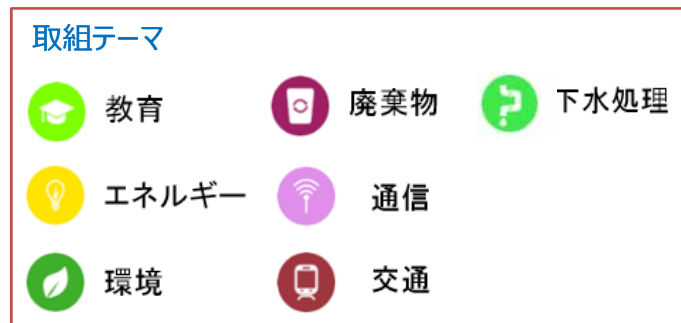 取組テーマ
教育
廃棄物
下水処理
エネルギー
通信
環境
交通